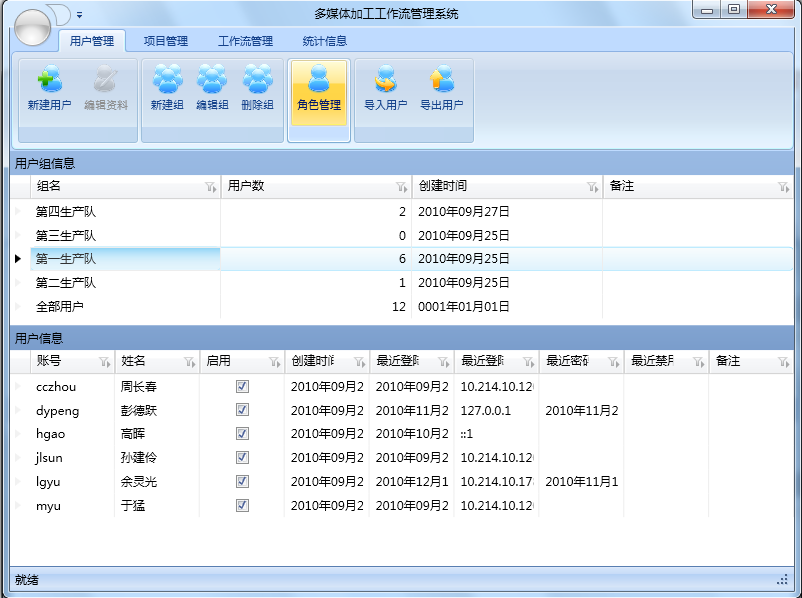 多媒体加工工作流管理系统
用户管理 项目管理 工作流管理 统计信息
新建用户 编辑资料 新建组 编辑组 删除组 角色管理 导入用户 导出用户
用户组信息
组名 用户数 创建时间 备注
第四生产队 2 2010年09月27日
第三生产队 0 2010年09月25日
第一生产队 6 2010年09月25日
第二生产队 1 2010年09月25日
全部用户 12 0001年01月01日
用户信息
账号 姓名 启用 创建时间 最近登陆 最近登陆 最近密码 最近禁用 备注
cczhou 周长春 2010年09月2 2010年09月2 10.214.10.12
dypeng 彭德跃 2010年09月2 2010年11月2 127.0.0.1 2010年11月2
hgao 高晖 2010年09月2 2010年10月2 ::1
jlsun 孙建伶 2010年09月2 2010年09月2 10.214.10.12
lgyu 余灵光 2010年09月2 2010年12月1 10.214.10.17 2010年11月1
myu 于猛 2010年09月2 2010年09月2 10.214.10.12
就绪